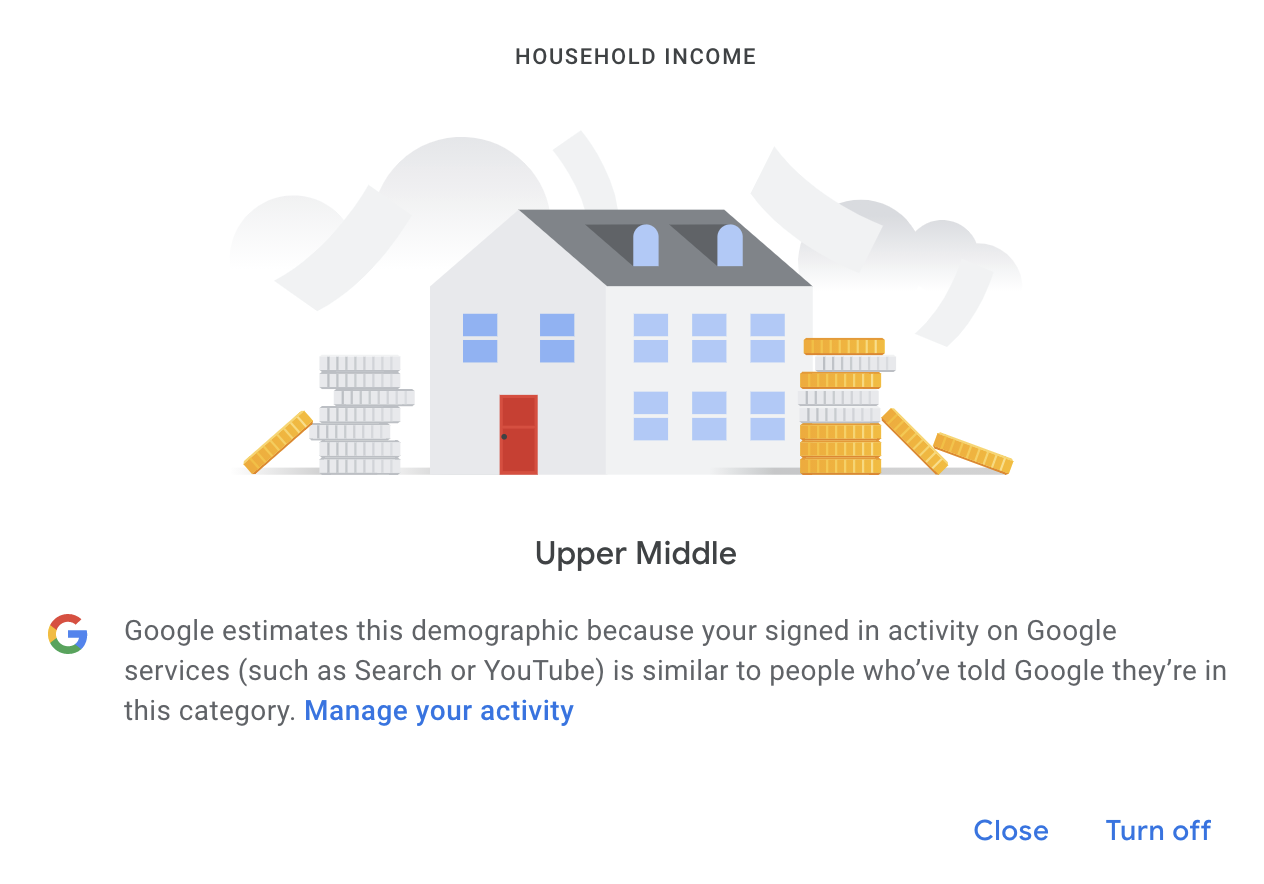 HOUSEHOLD INCOME
Upper Middle
Google estimates this demographic because your signed in activity on Google
services (such as Search or YouTube) is similar to people who’ve told Google they’re in
this category. Manage your activity
Close Turn off